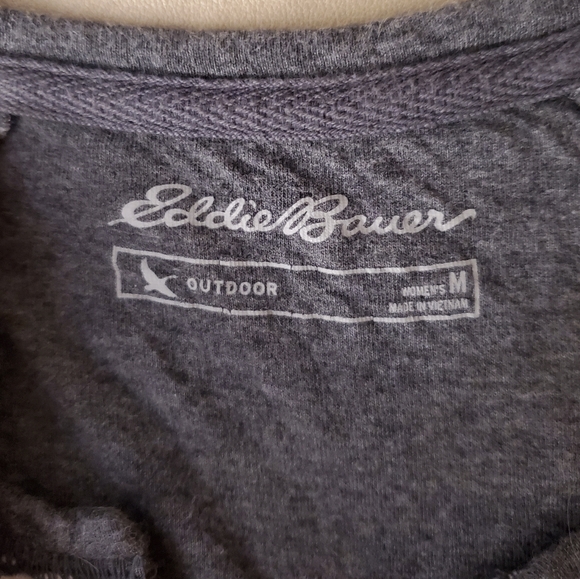 Eddie Bauer
OUTDOOR
WOMEN'S M
MADE IN VIETNAM